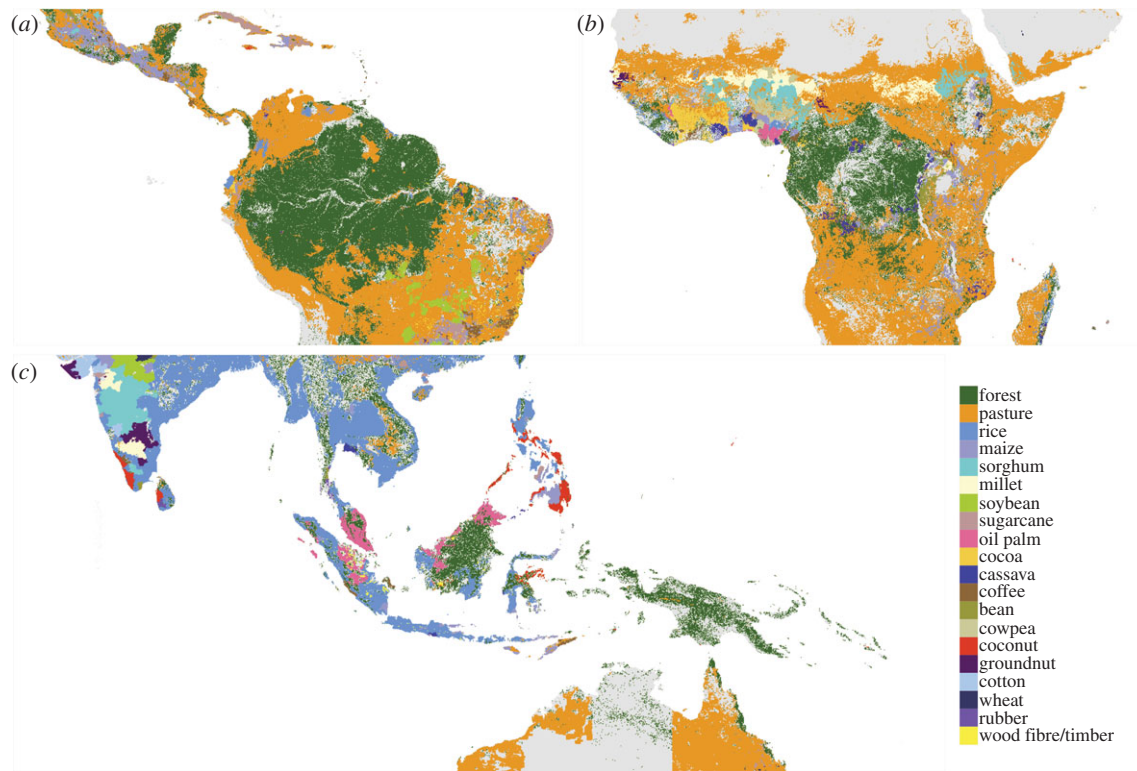 (a)
(b)
(c)
forest
pasture
rice
maize
sorghum
millet
soybean
sugarcane
oil palm
cocoa
cassava
coffee
bean
cowpea
coconut
groundnut
cotton
wheat
rubber
wood fibre/timber